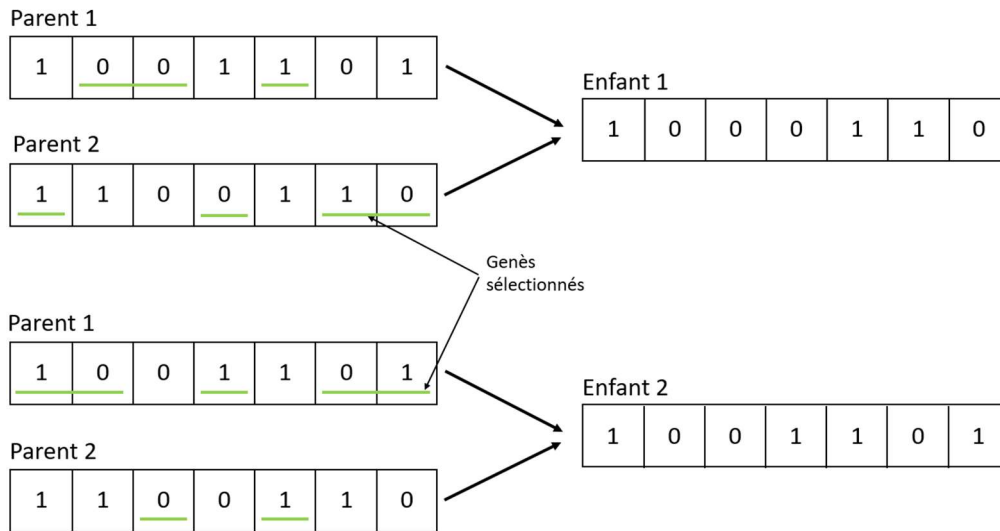 Parent 1
1 0 0 1 1 0 1
Enfant 1
1 0 0 0 1 1 0
Parent 2
1 1 0 0 1 1 0
Genès
sélectionnés
Parent 1
1 0 0 1 1 0 1
Enfant 2
1 0 0 1 1 0 1
Parent 2
1 1 0 0 1 1 0